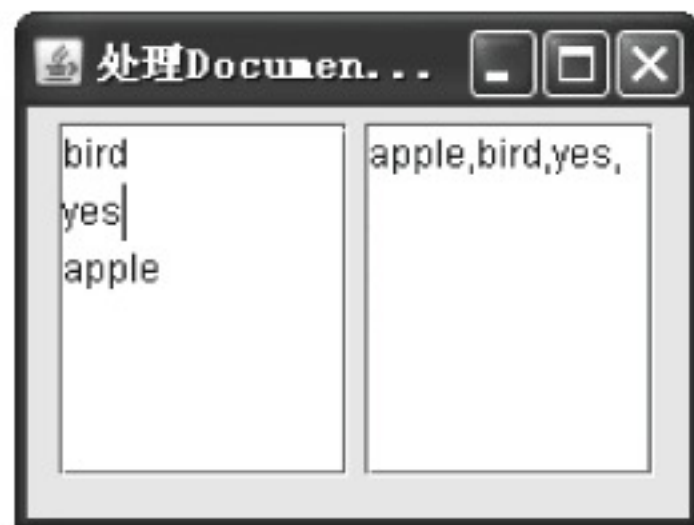 处理Documen...
bird
yes
apple
apple,bird,yes,